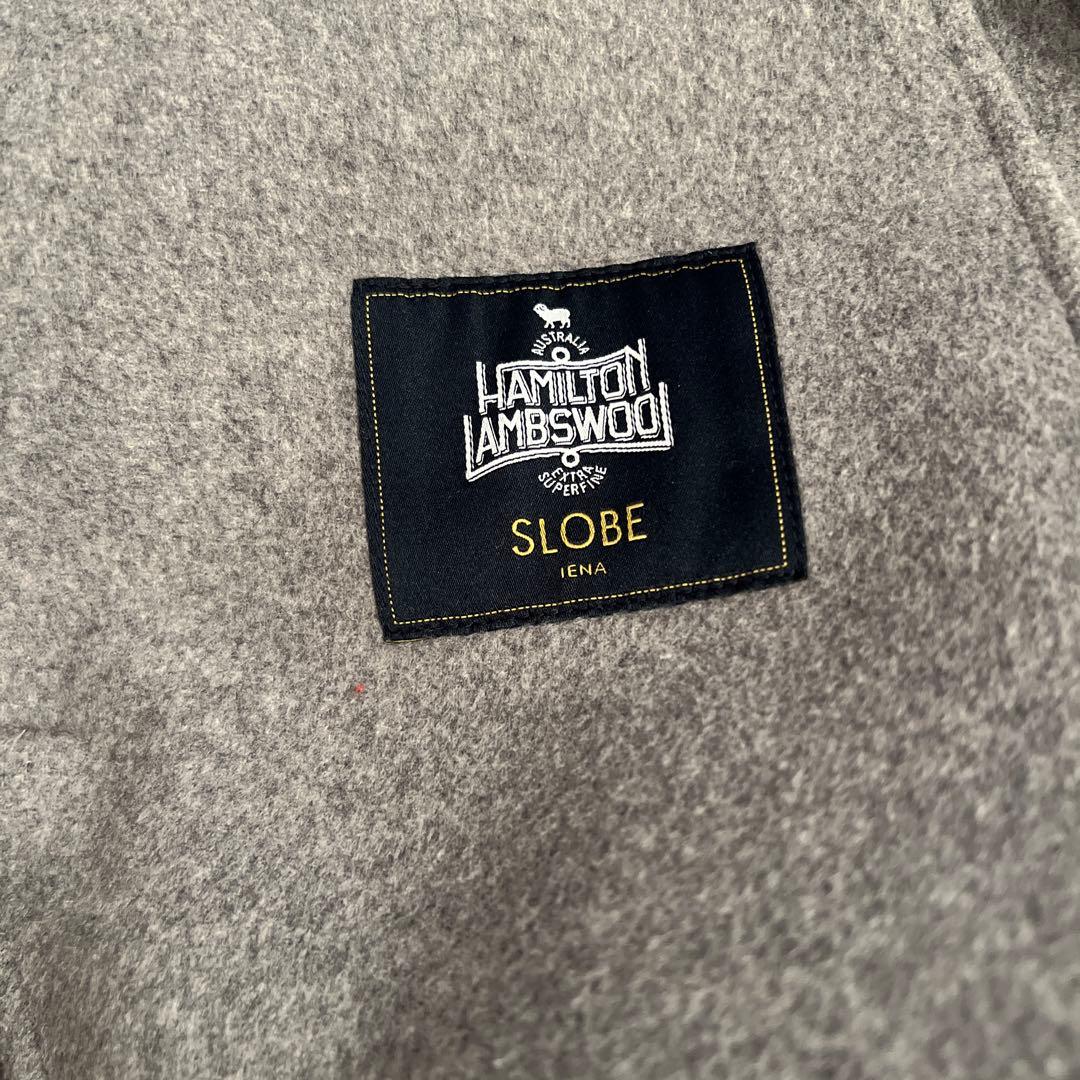 AUSTRALIA
HAMILTON
LAMBSWOOL
EXTRA
SUPERFINE
SLOBE
IENA